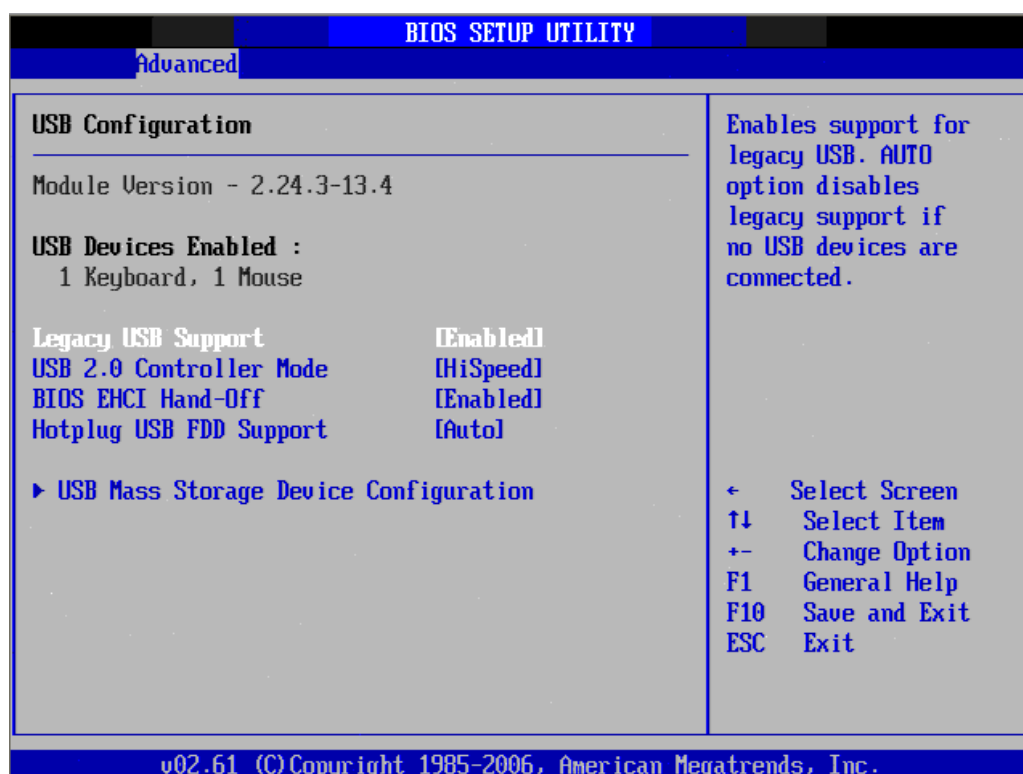 BIOS SETUP UTILITY
Advanced
USB Configuration
Module Version - 2.24.3-13.4
USB Devices Enabled :
1 Keyboard, 1 Mouse
Legacy USB Support [Enabled]
USB 2.0 Controller Mode [HiSpeed]
BIOS EHCI Hand-Off [Enabled]
Hotplug USB FDD Support [Auto]
▶ USB Mass Storage Device Configuration
Enables support for
legacy USB. AUTO
option disables
legacy support if
no USB devices are
connected.
← Select Screen
↑↓ Select Item
+- Change Option
F1 General Help
F10 Save and Exit
ESC Exit
v02.61 (C)Copyright 1985-2006, American Megatrends, Inc.